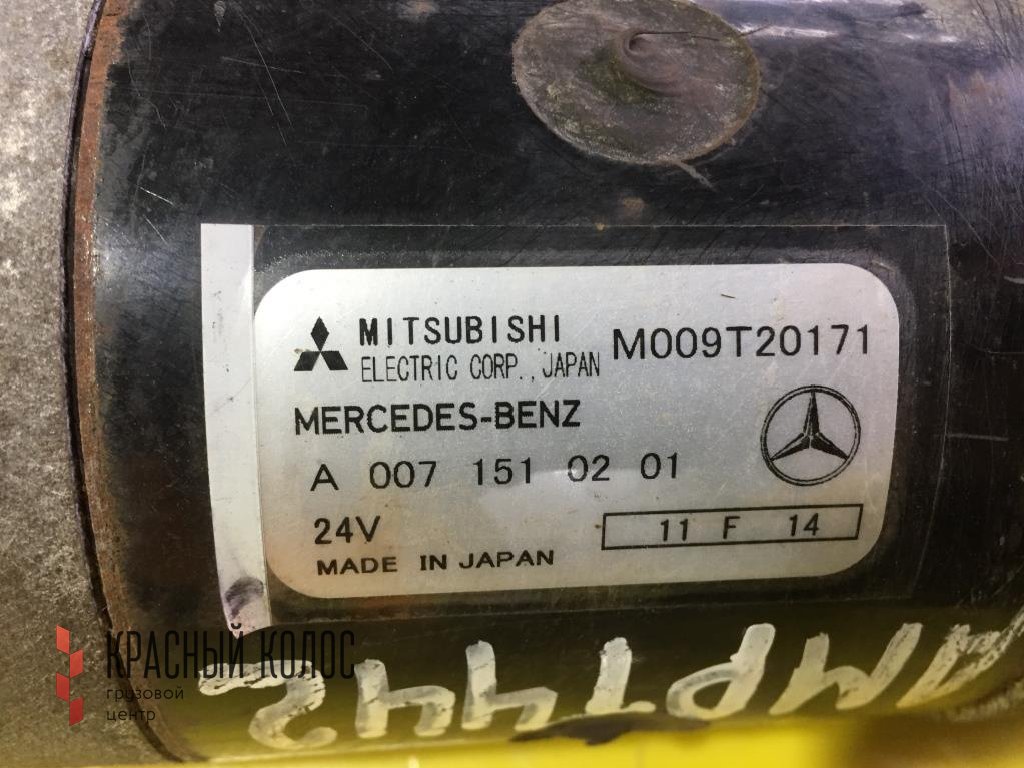 MITSUBISHI
ELECTRIC CORP., JAPAN
M009T20171
MERCEDES-BENZ
A 007 151 02 01
24V
11 F 14
MADE IN JAPAN
КРАСНЫЙ КОЛОС
грузовой
центр